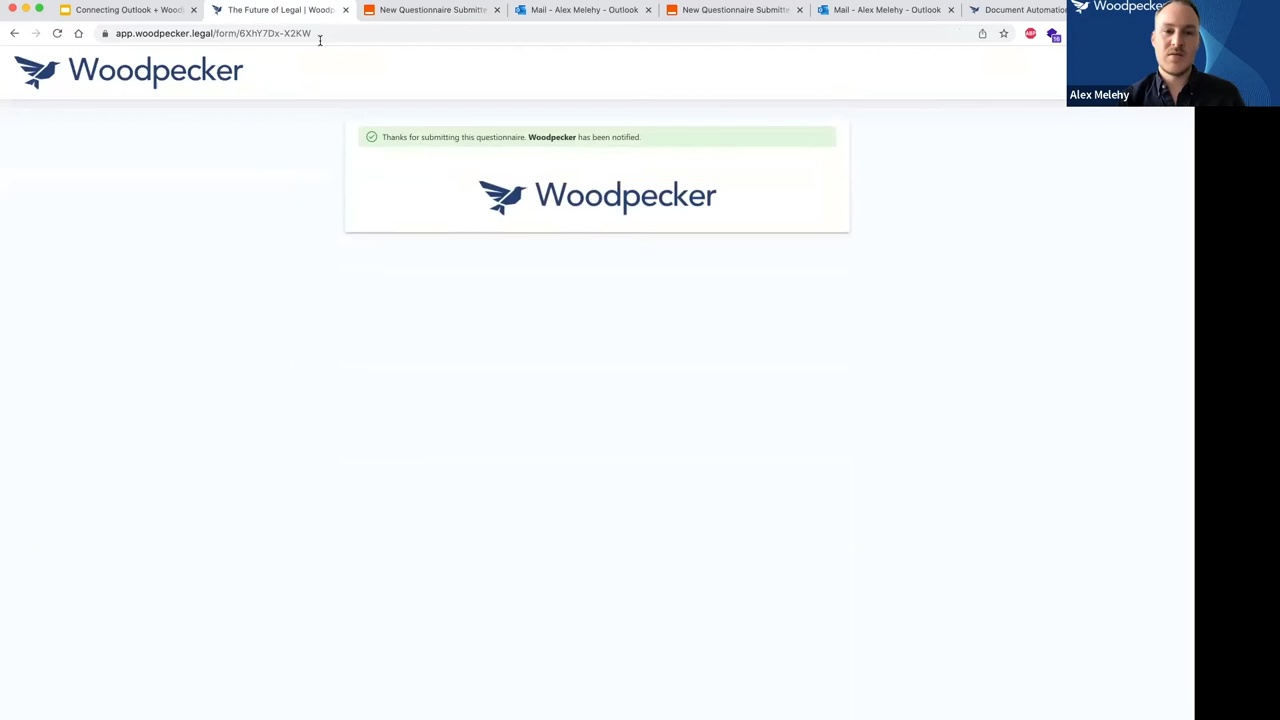 Connecting Outlook + Wood
The Future of Legal | Woodp
New Questionnaire Submitte
Mail - Alex Melehy - Outlook
New Questionnaire Submitte
Mail - Alex Melehy - Outlook
Document Automation
app.woodpecker.legal/form/6XhY7Dx-X2KW
ABP
Woodpecker
Alex Melehy
Woodpecker
Thanks for submitting this questionnaire. Woodpecker has been notified.
Woodpecker